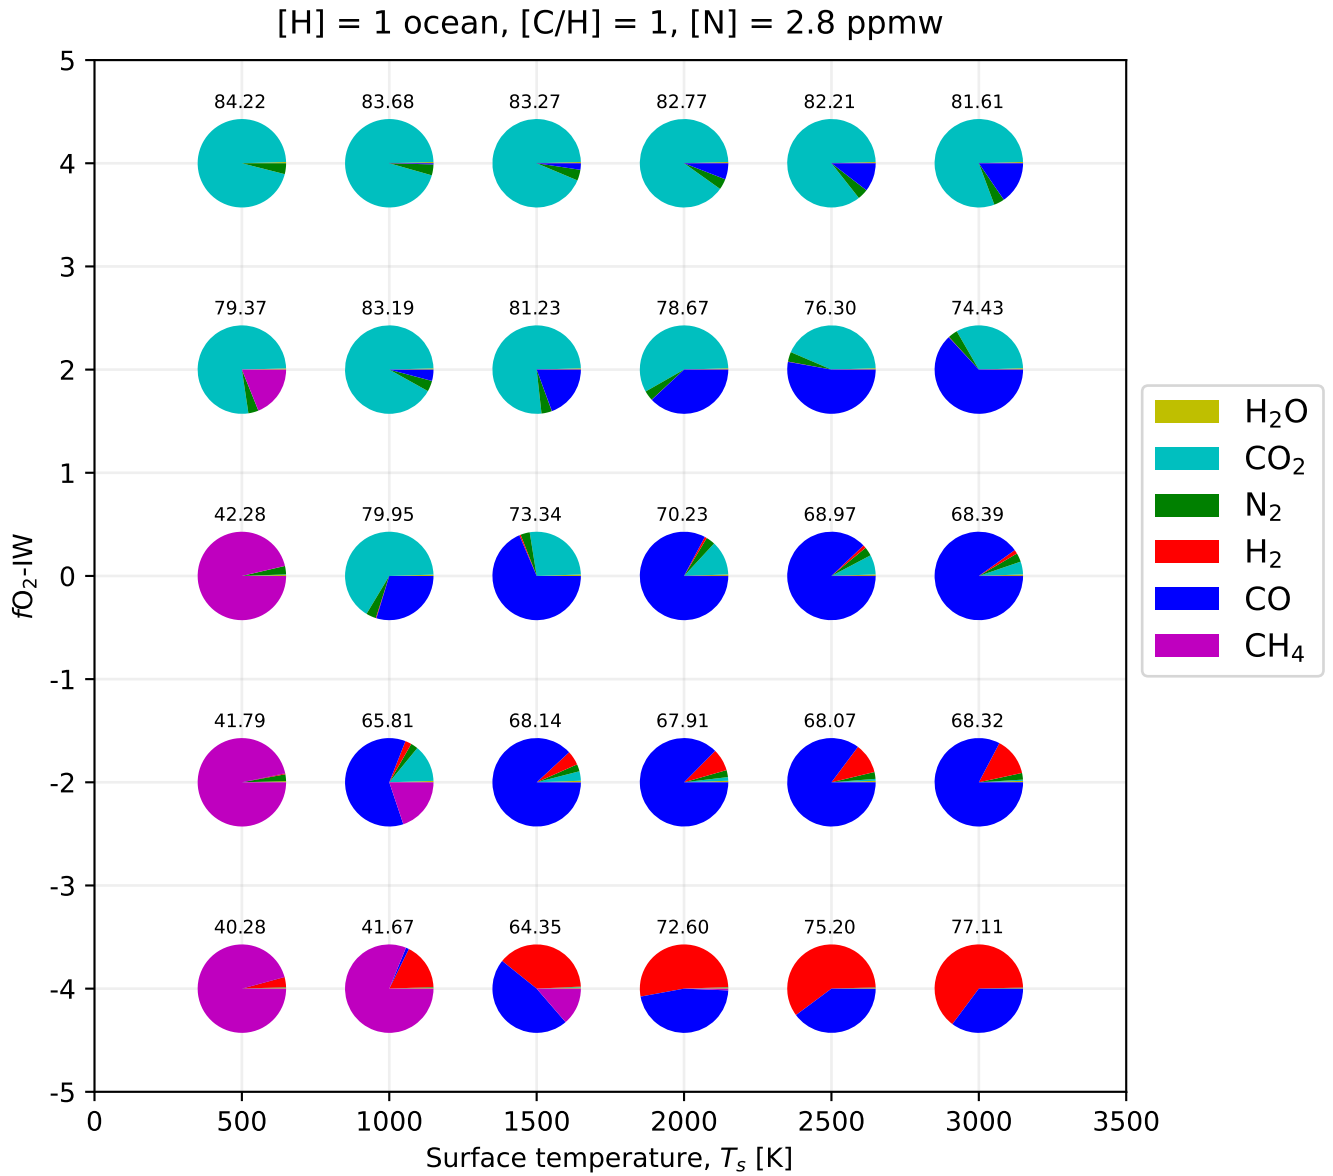 [H] = 1 ocean, [C/H] = 1, [N] = 2.8 ppmw
5
84.22 83.68 83.27 82.77 82.21 81.61
4
3
79.37 83.19 81.23 78.67 76.30 74.43
2
1
42.28 79.95 73.34 70.23 68.97 68.39
0
-1
41.79 65.81 68.14 67.91 68.07 68.32
-2
-3
40.28 41.67 64.35 72.60 75.20 77.11
-4
-5
fO₂-IW
0 500 1000 1500 2000 2500 3000 3500
Surface temperature, Tₛ [K]
H₂O
CO₂
N₂
H₂
CO
CH₄